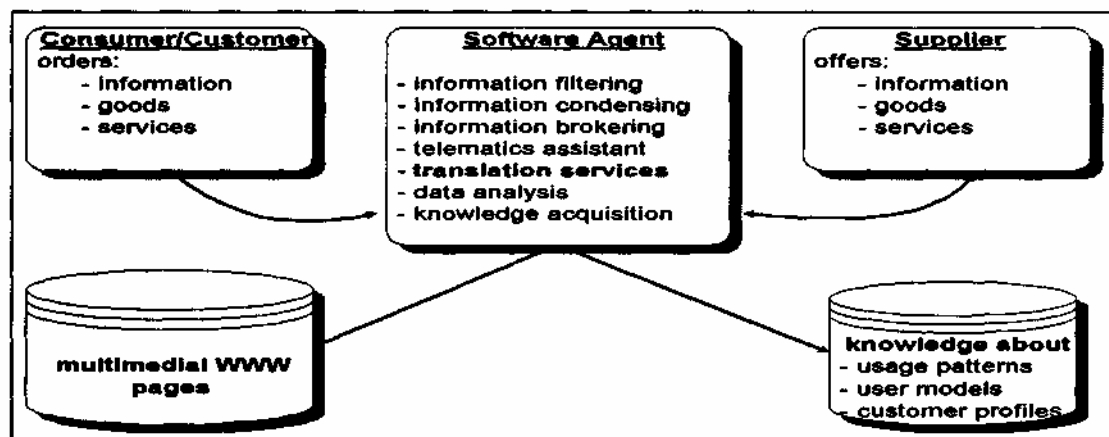 Consumer/Customer
orders:
- information
- goods
- services
Software Agent
- information filtering
- information condensing
- information brokering
- telematics assistant
- translation services
- data analysis
- knowledge acquisition
Supplier
offers:
- information
- goods
- services
multimedial WWW
pages
knowledge about
- usage patterns
- user models
- customer profiles